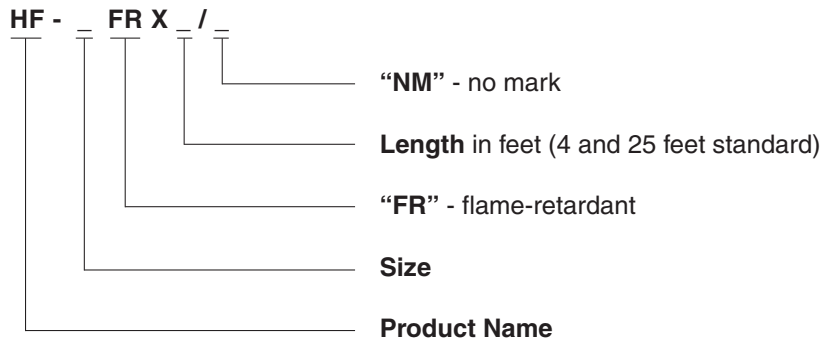 HF - _ FR X _ / _
“NM” - no mark
Length in feet (4 and 25 feet standard)
“FR” - flame-retardant
Size
Product Name